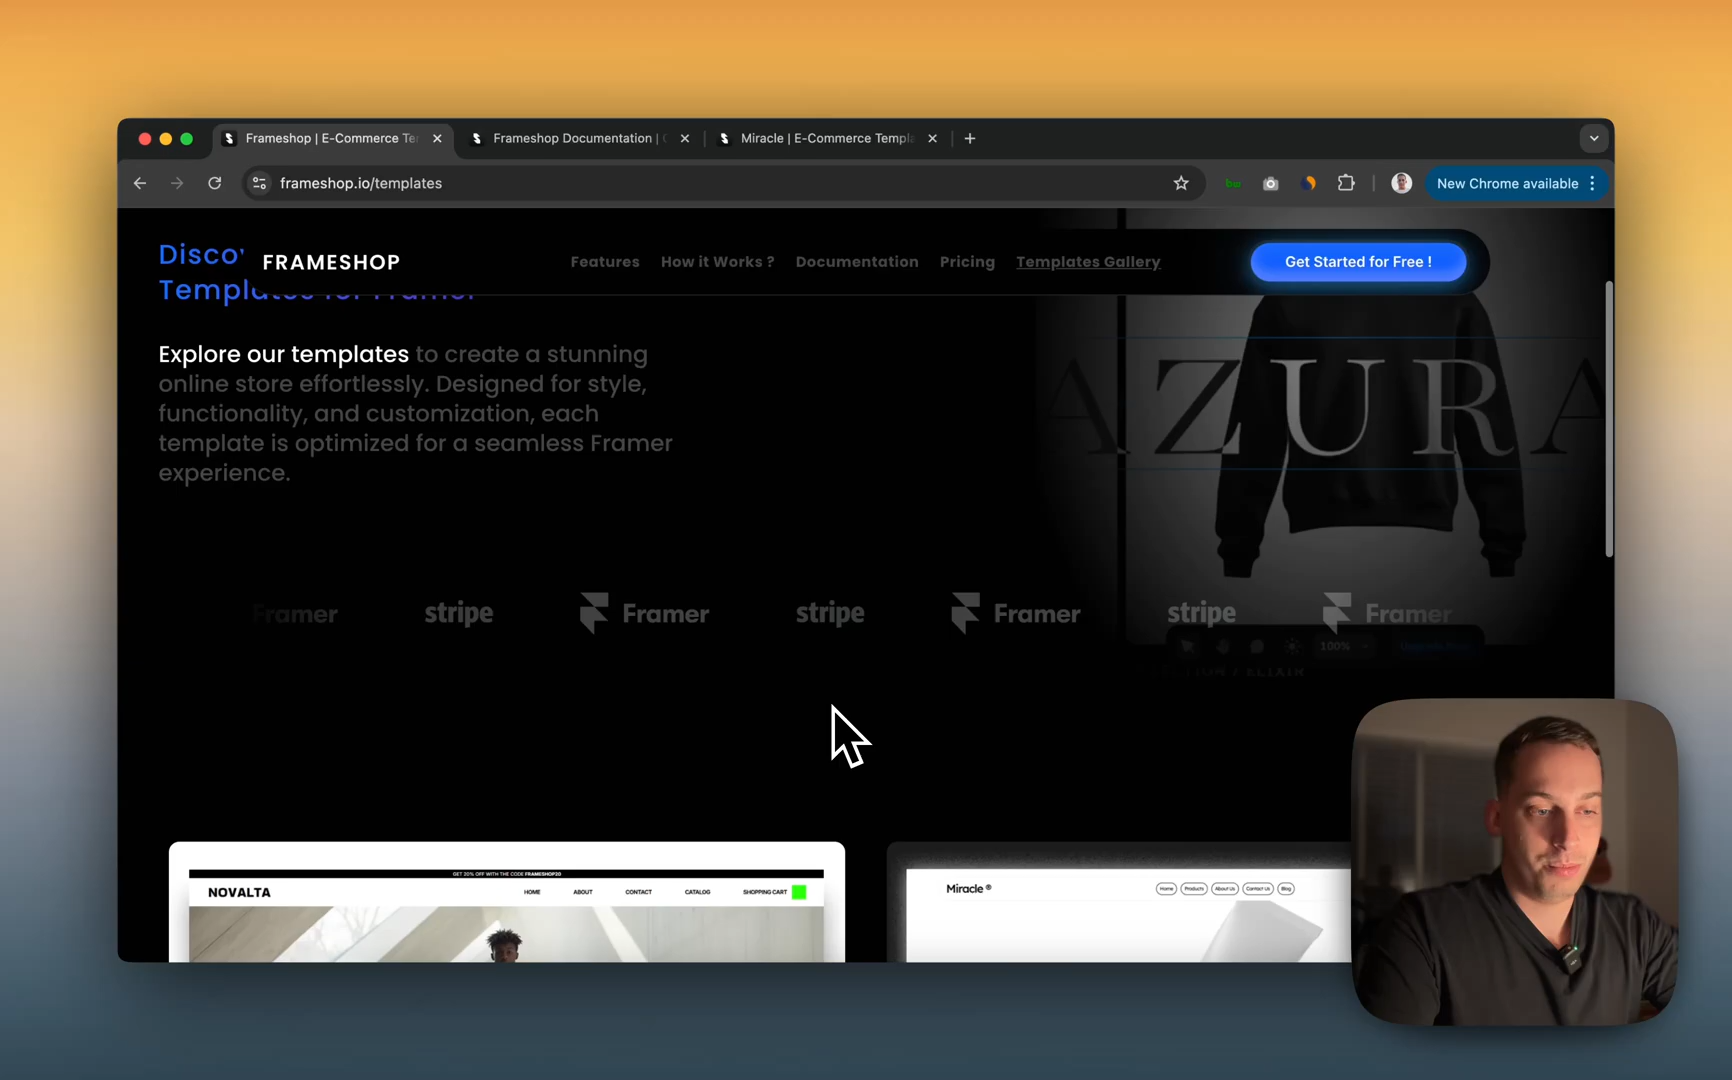 Frameshop | E-Commerce Te
Frameshop Documentation |
Miracle | E-Commerce Templ
frameshop.io/templates
New Chrome available
FRAMESHOP
Features
How it Works ?
Documentation
Pricing
Templates Gallery
Get Started for Free !
Templates for Framer
Explore our templates to create a stunning
online store effortlessly. Designed for style,
functionality, and customization, each
template is optimized for a seamless Framer
experience.
AZURA
Framer
stripe
Framer
stripe
Framer
stripe
Framer
100%
GET 20% OFF WITH THE CODE FRAMESHOP20
NOVALTA
HOME
ABOUT
CONTACT
CATALOG
SHOPPING CART
Miracle ®
Home
Products
About Us
Contact Us
Blog